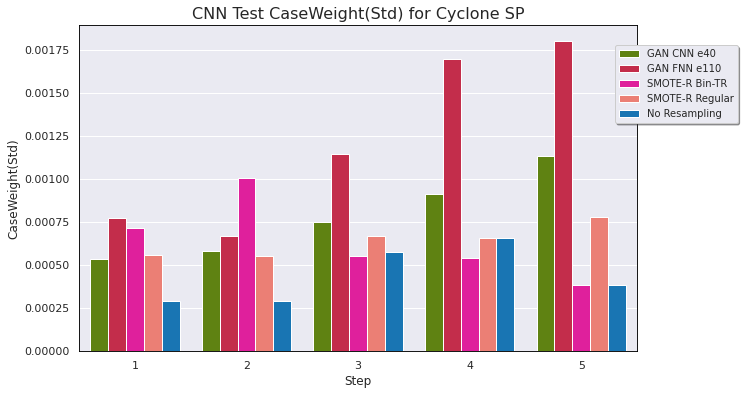 CNN Test CaseWeight(Std) for Cyclone SP
CaseWeight(Std)
0.00175
0.00150
0.00125
0.00100
0.00075
0.00050
0.00025
0.00000
1 2 3 4 5
Step
GAN CNN e40
GAN FNN e110
SMOTE-R Bin-TR
SMOTE-R Regular
No Resampling